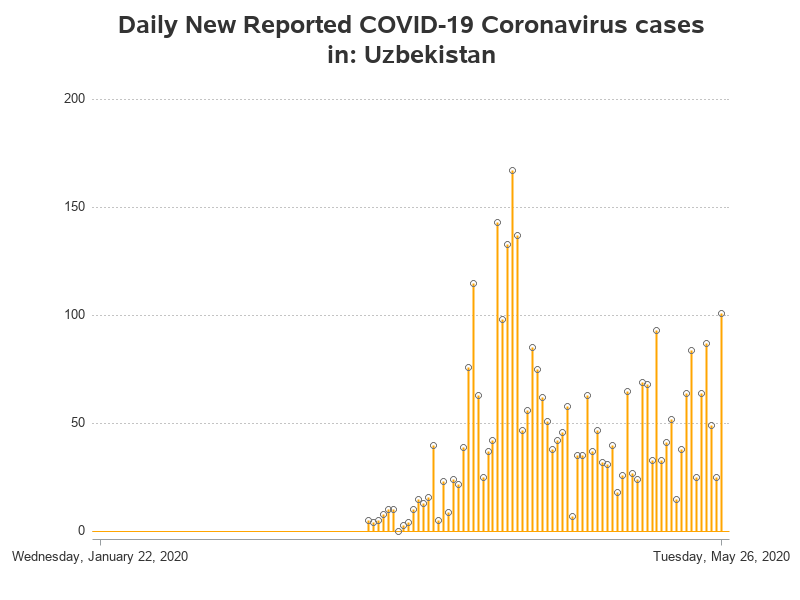 Daily New Reported COVID-19 Coronavirus cases
in: Uzbekistan
200
150
100
50
0
Wednesday, January 22, 2020
Tuesday, May 26, 2020